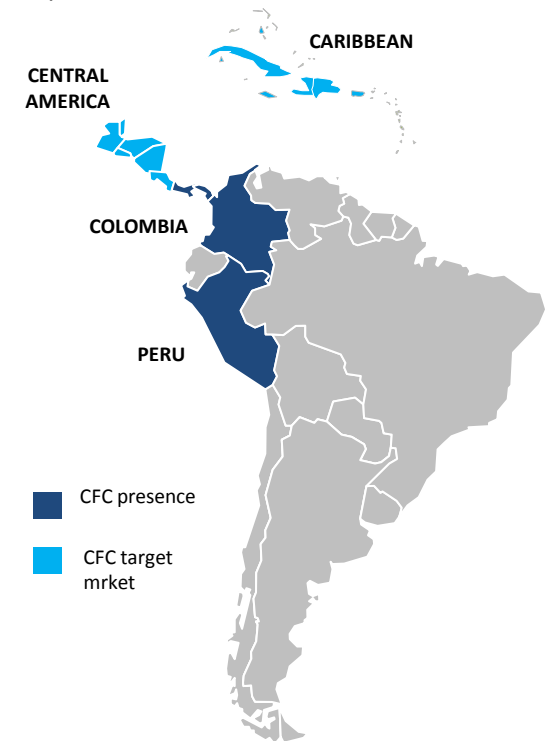 CARIBBEAN
CENTRAL
AMERICA
COLOMBIA
PERU
CFC presence
CFC target
mrket